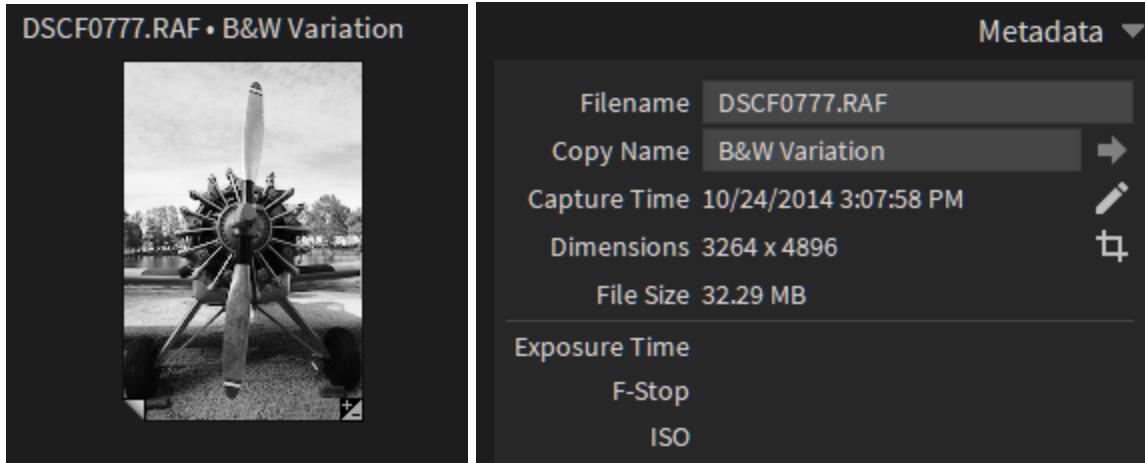 DSCF0777.RAF • B&W Variation
Metadata
Filename DSCF0777.RAF
Copy Name B&W Variation
Capture Time 10/24/2014 3:07:58 PM
Dimensions 3264 x 4896
File Size 32.29 MB
Exposure Time
F-Stop
ISO